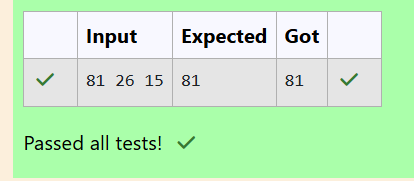 Input Expected Got
81 26 15 81 81
Passed all tests!